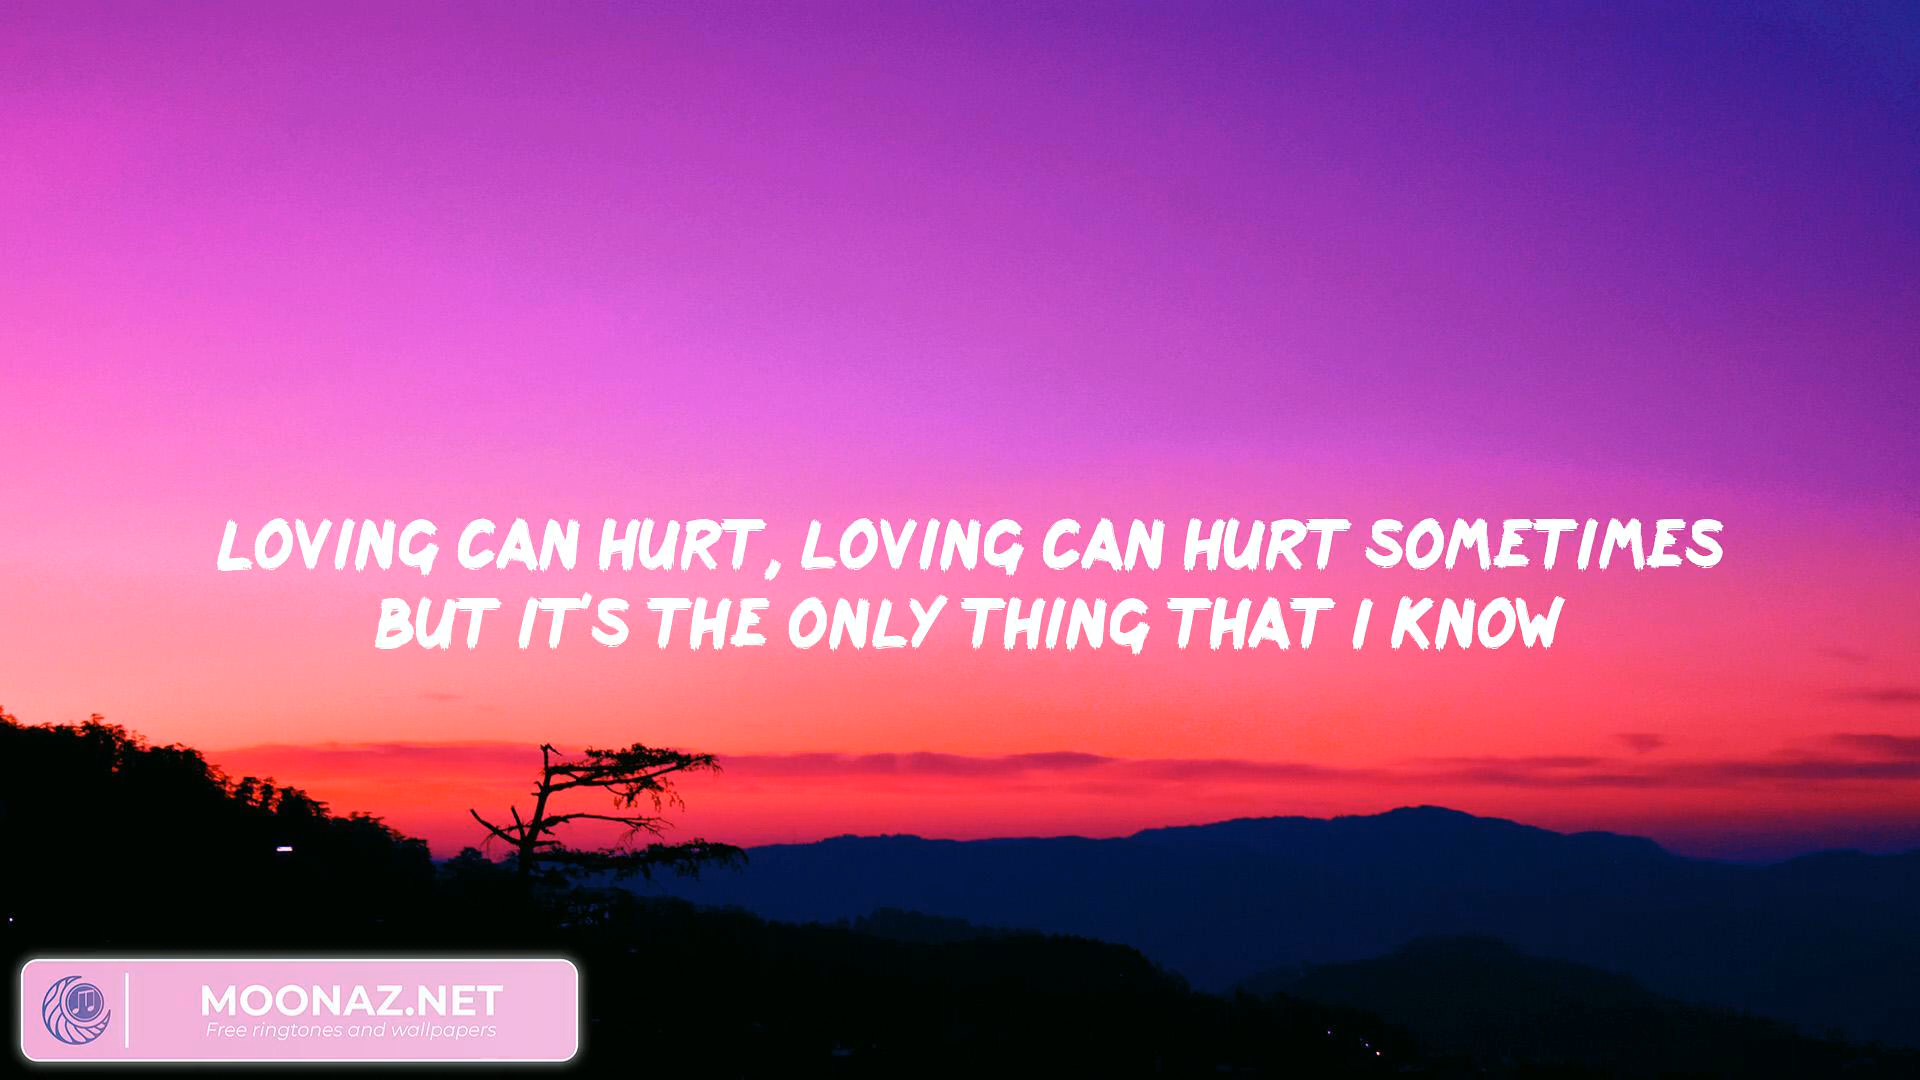 LOVING CAN HURT, LOVING CAN HURT SOMETIMES
BUT IT'S THE ONLY THING THAT I KNOW
MOONAZ.NET
Free ringtones and wallpapers